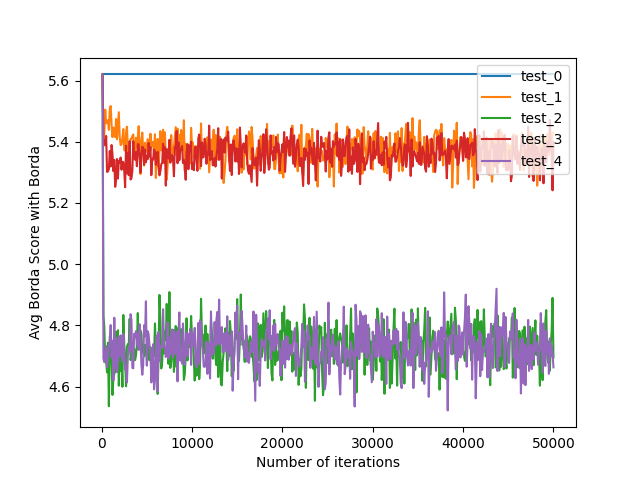 5.6
5.4
5.2
5.0
4.8
4.6
Avg Borda Score with Borda
0
10000
20000
30000
40000
50000
Number of iterations
test_0
test_1
test_2
test_3
test_4